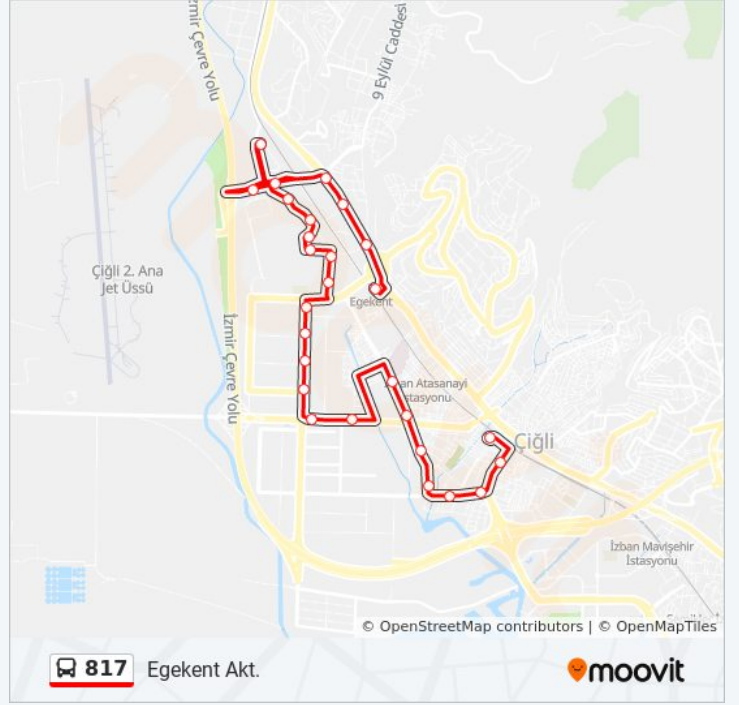 İzmir Çevre Yolu
9 Eylül Caddesi
Çiğli 2. Ana
Jet Üssü
Egekent
İzmir Çevre Yolu
Atasanayi
Çiğli
İzban Mavişehir
İstasyonu
© OpenStreetMap contributors | © OpenMapTiles
817 Egekent Akt.
moovit